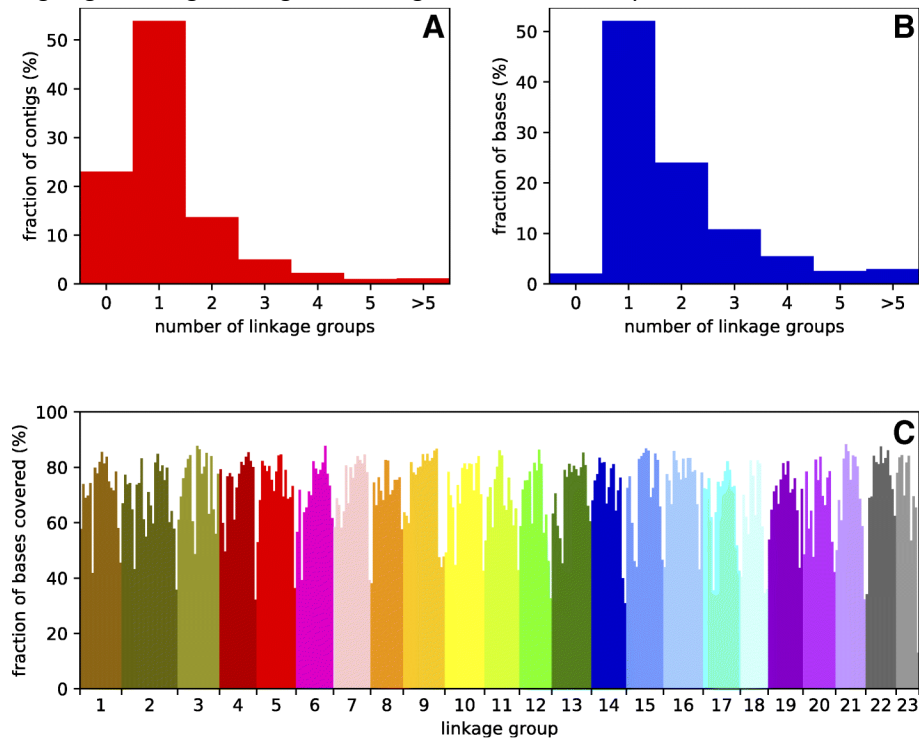 A
fraction of contigs (%)
50
40
30
20
10
0
0 1 2 3 4 5 >5
number of linkage groups
B
fraction of bases (%)
50
40
30
20
10
0
0 1 2 3 4 5 >5
number of linkage groups
C
fraction of bases covered (%)
100
80
60
40
20
0
1 2 3 4 5 6 7 8 9 10 11 12 13 14 15 16 17 18 19 20 21 22 23
linkage group